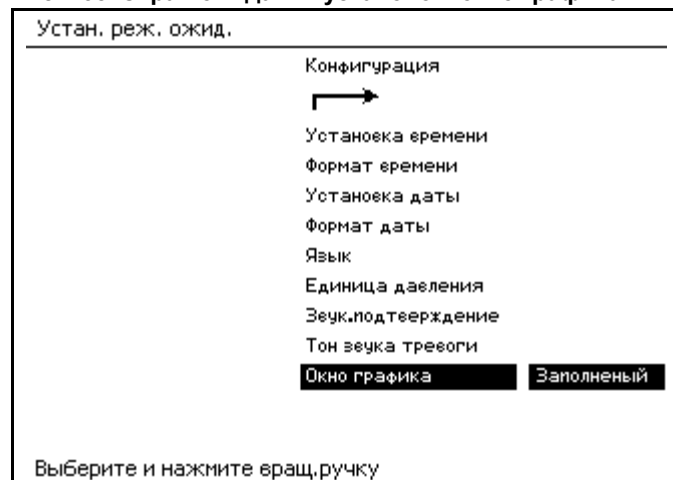 Устан. реж. ожид.
Конфигурация
Установка времени
Формат времени
Установка даты
Формат даты
Язык
Единица давления
Звук.подтверждение
Тон звука тревоги
Окно графика Заполненый
Выберите и нажмите вращ.ручку